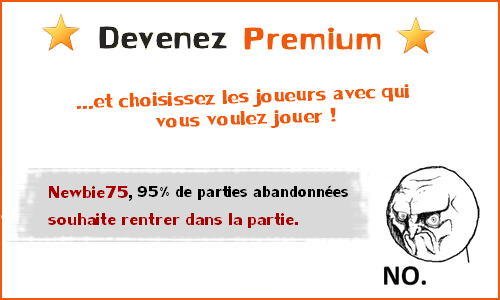 Devenez Premium
...et choisissez les joueurs avec qui
vous voulez jouer !
Newbie75, 95% de parties abandonnées
souhaite rentrer dans la partie.
NO.